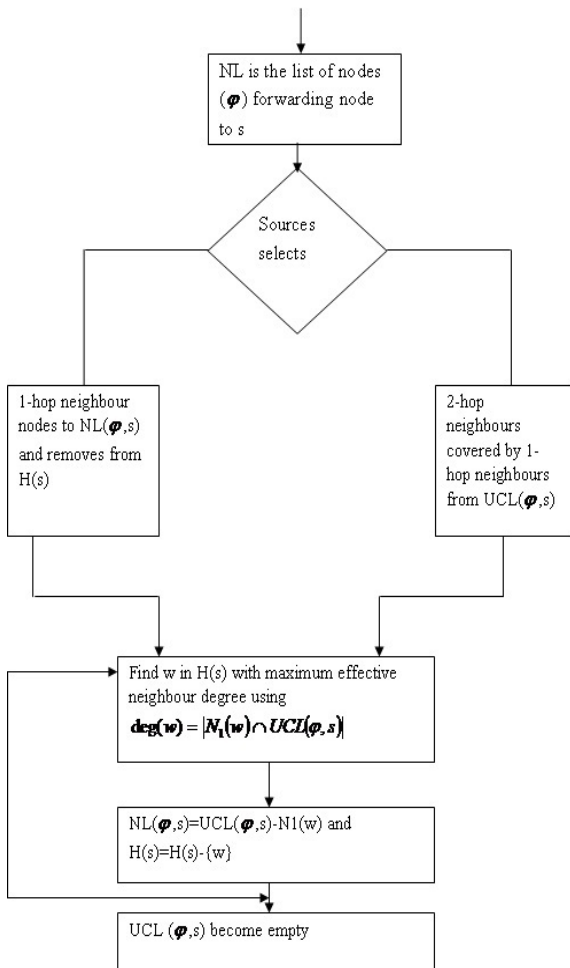 NL is the list of nodes
(φ) forwarding node
to s
Sources
selects
1-hop neighbour
nodes to NL(φ,s)
and removes from
H(s)
2-hop
neighbours
covered by 1-
hop neighbours
from UCL(φ,s)
Find w in H(s) with maximum effective
neighbour degree using
deg(w) = |N₁(w)∩UCL(φ,s)|
NL(φ,s)=UCL(φ,s)-N1(w) and
H(s)=H(s)-{w}
UCL (φ,s) become empty